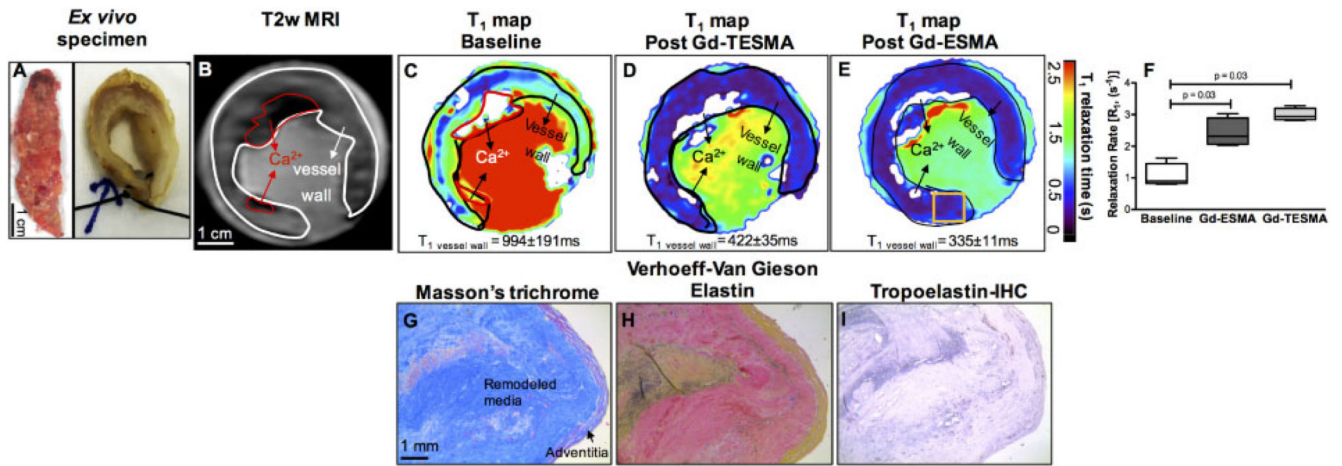 Ex vivo
specimen
T2w MRI
T1 map
Baseline
T1 map
Post Gd-TESMA
T1 map
Post Gd-ESMA
A
1 cm
B
Ca2+
vessel
wall
1 cm
C
Vessel
wall
Ca2+
T1 vessel wall = 994±191ms
D
Vessel
wall
Ca2+
T1 vessel wall = 422±35ms
E
Vessel
wall
Ca2+
T1 vessel wall = 335±11ms
2.5
1.5
0.5
0
T1 relaxation time (s)
F
p = 0.03
p = 0.03
Relaxation Rate [R1, (s-1)]
4
3
2
1
0
Baseline Gd-ESMA Gd-TESMA
Masson's trichrome
Verhoeff-Van Gieson
Elastin
Tropoelastin-IHC
G
Remodeled
media
1 mm
Adventitia
H
I